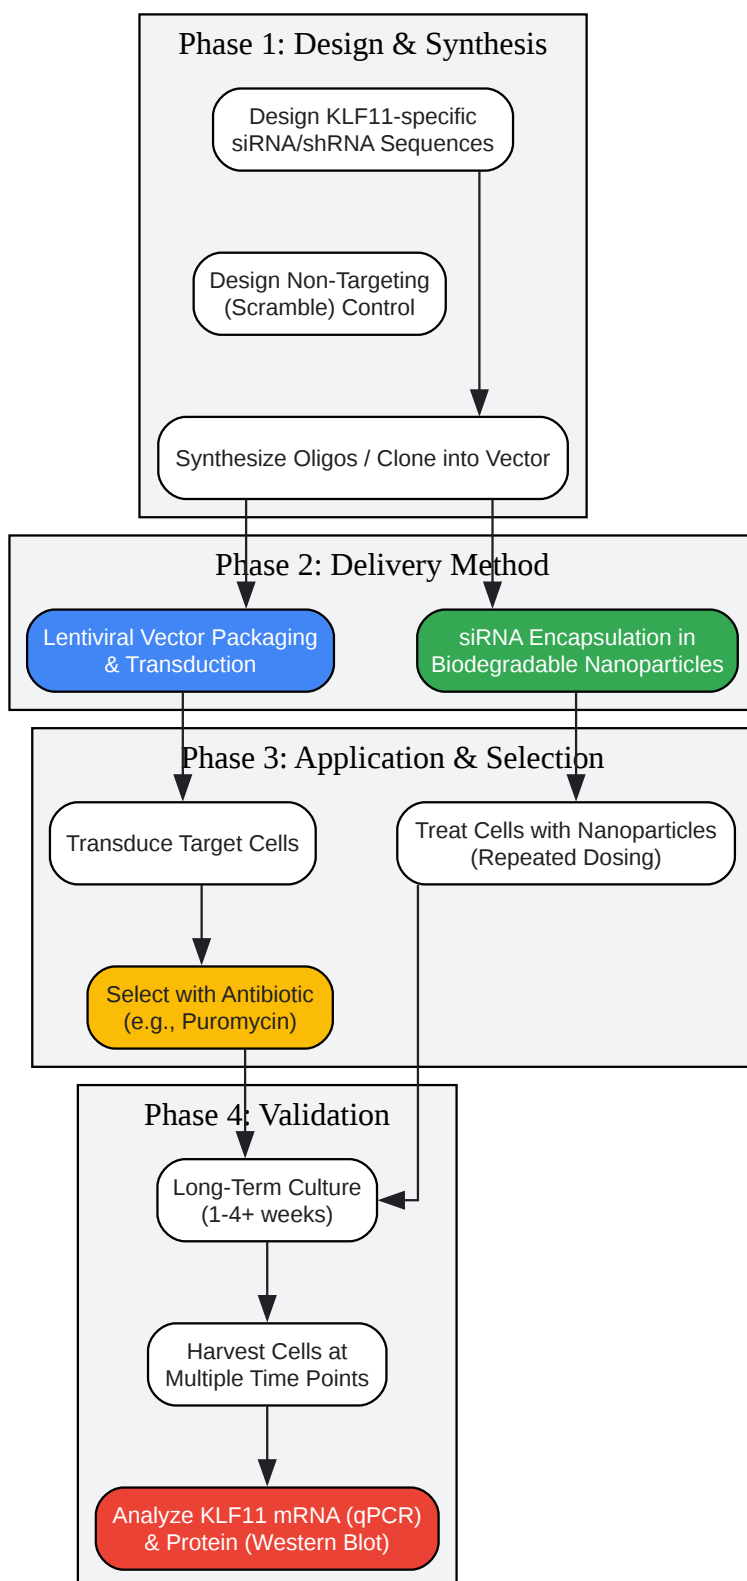 Phase 1: Design & Synthesis
Design KLF11-specific
siRNA/shRNA Sequences
Design Non-Targeting
(Scramble) Control
Synthesize Oligos / Clone into Vector
Phase 2: Delivery Method
Lentiviral Vector Packaging
& Transduction
siRNA Encapsulation in
Biodegradable Nanoparticles
Phase 3: Application & Selection
Transduce Target Cells
Treat Cells with Nanoparticles
(Repeated Dosing)
Select with Antibiotic
(e.g., Puromycin)
Phase 4: Validation
Long-Term Culture
(1-4+ weeks)
Harvest Cells at
Multiple Time Points
Analyze KLF11 mRNA (qPCR)
& Protein (Western Blot)